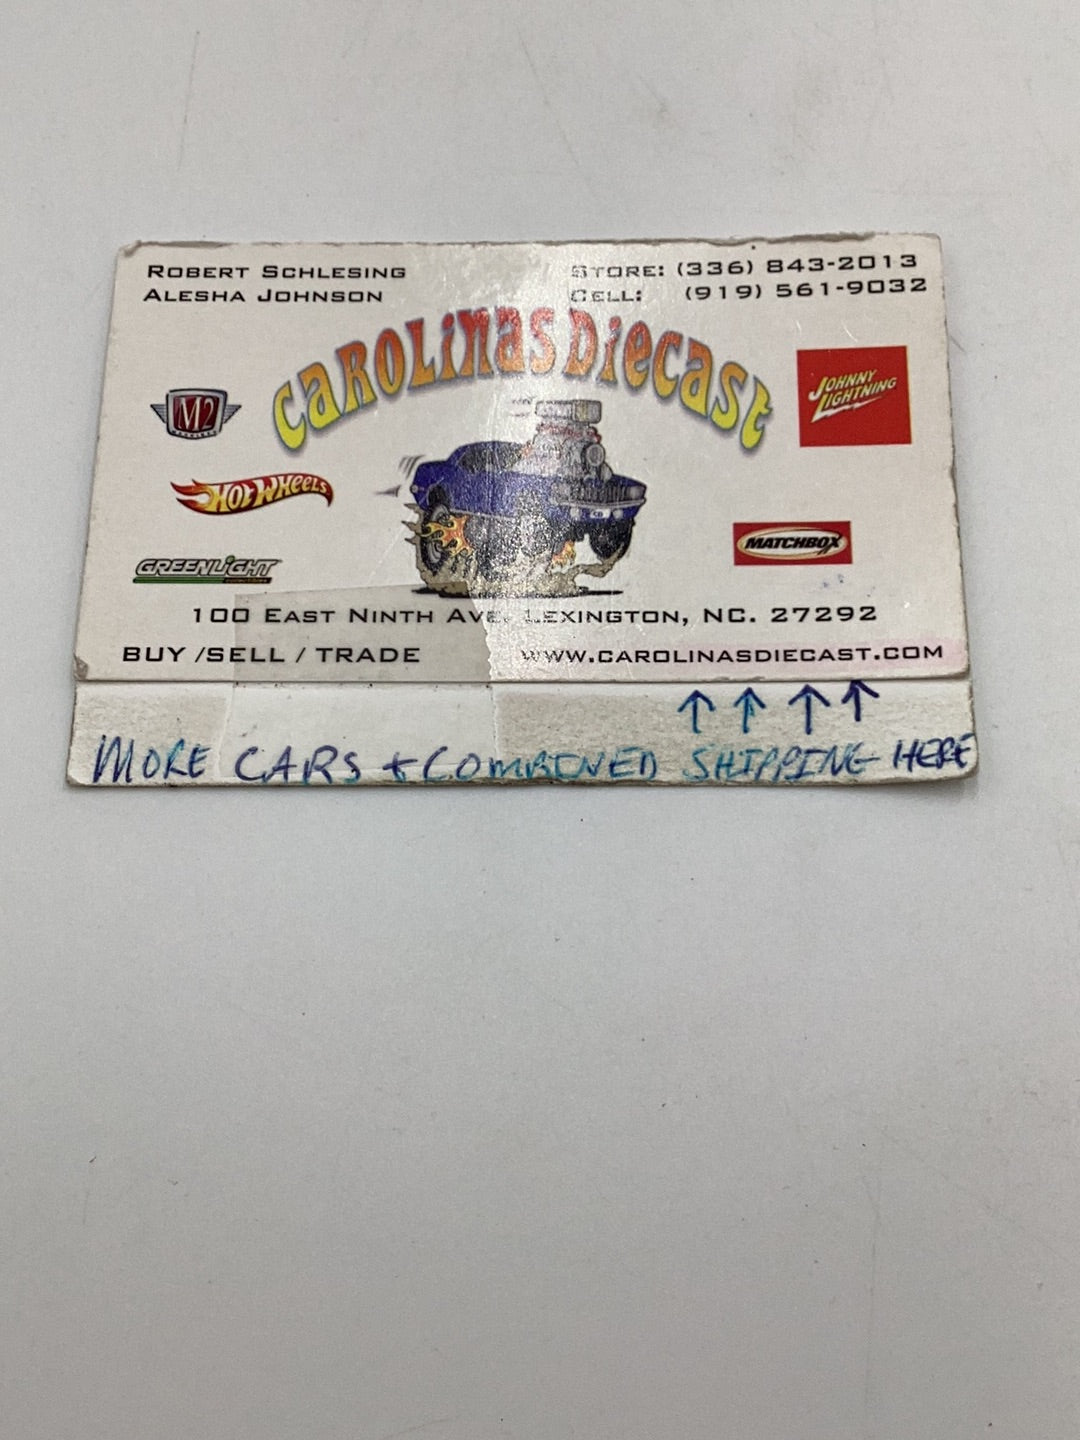 ROBERT SCHLESING
ALESHA JOHNSON
STORE: (336) 843-2013
CELL: (919) 561-9032
CAROLINAS DIECAST
M2
JOHNNY LIGHTNING
HOT WHEELS
MATCHBOX
GREENLIGHT
100 EAST NINTH AVE. LEXINGTON, NC. 27292
BUY /SELL / TRADE
WWW.CAROLINASDIECAST.COM
MORE CARS + COMBINED SHIPPING HERE